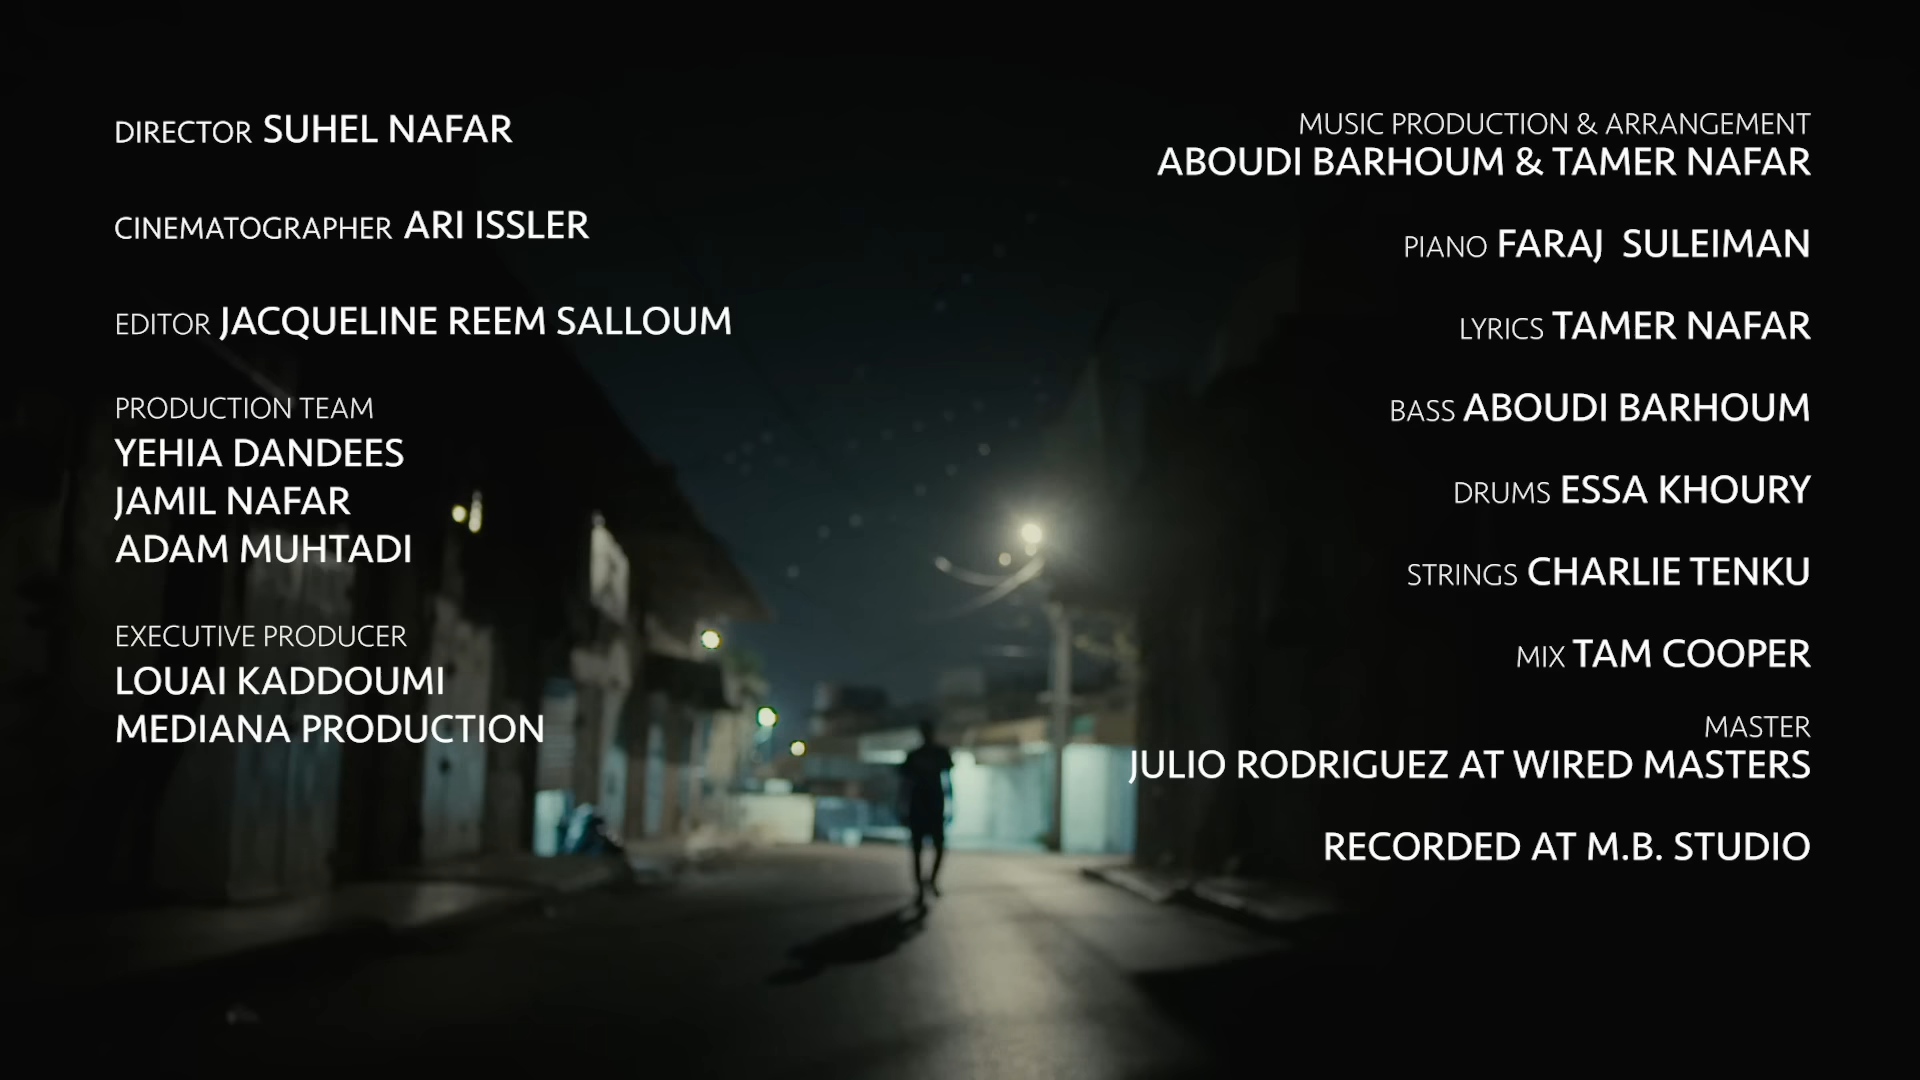 DIRECTOR SUHEL NAFAR
CINEMATOGRAPHER ARI ISSLER
EDITOR JACQUELINE REEM SALLOUM
PRODUCTION TEAM
YEHIA DANDEES
JAMIL NAFAR
ADAM MUHTADI
EXECUTIVE PRODUCER
LOUAI KADDOUMI
MEDIANA PRODUCTION
MUSIC PRODUCTION & ARRANGEMENT
ABOUDI BARHOUM & TAMER NAFAR
PIANO FARAJ SULEIMAN
LYRICS TAMER NAFAR
BASS ABOUDI BARHOUM
DRUMS ESSA KHOURY
STRINGS CHARLIE TENKU
MIX TAM COOPER
MASTER
JULIO RODRIGUEZ AT WIRED MASTERS
RECORDED AT M.B. STUDIO